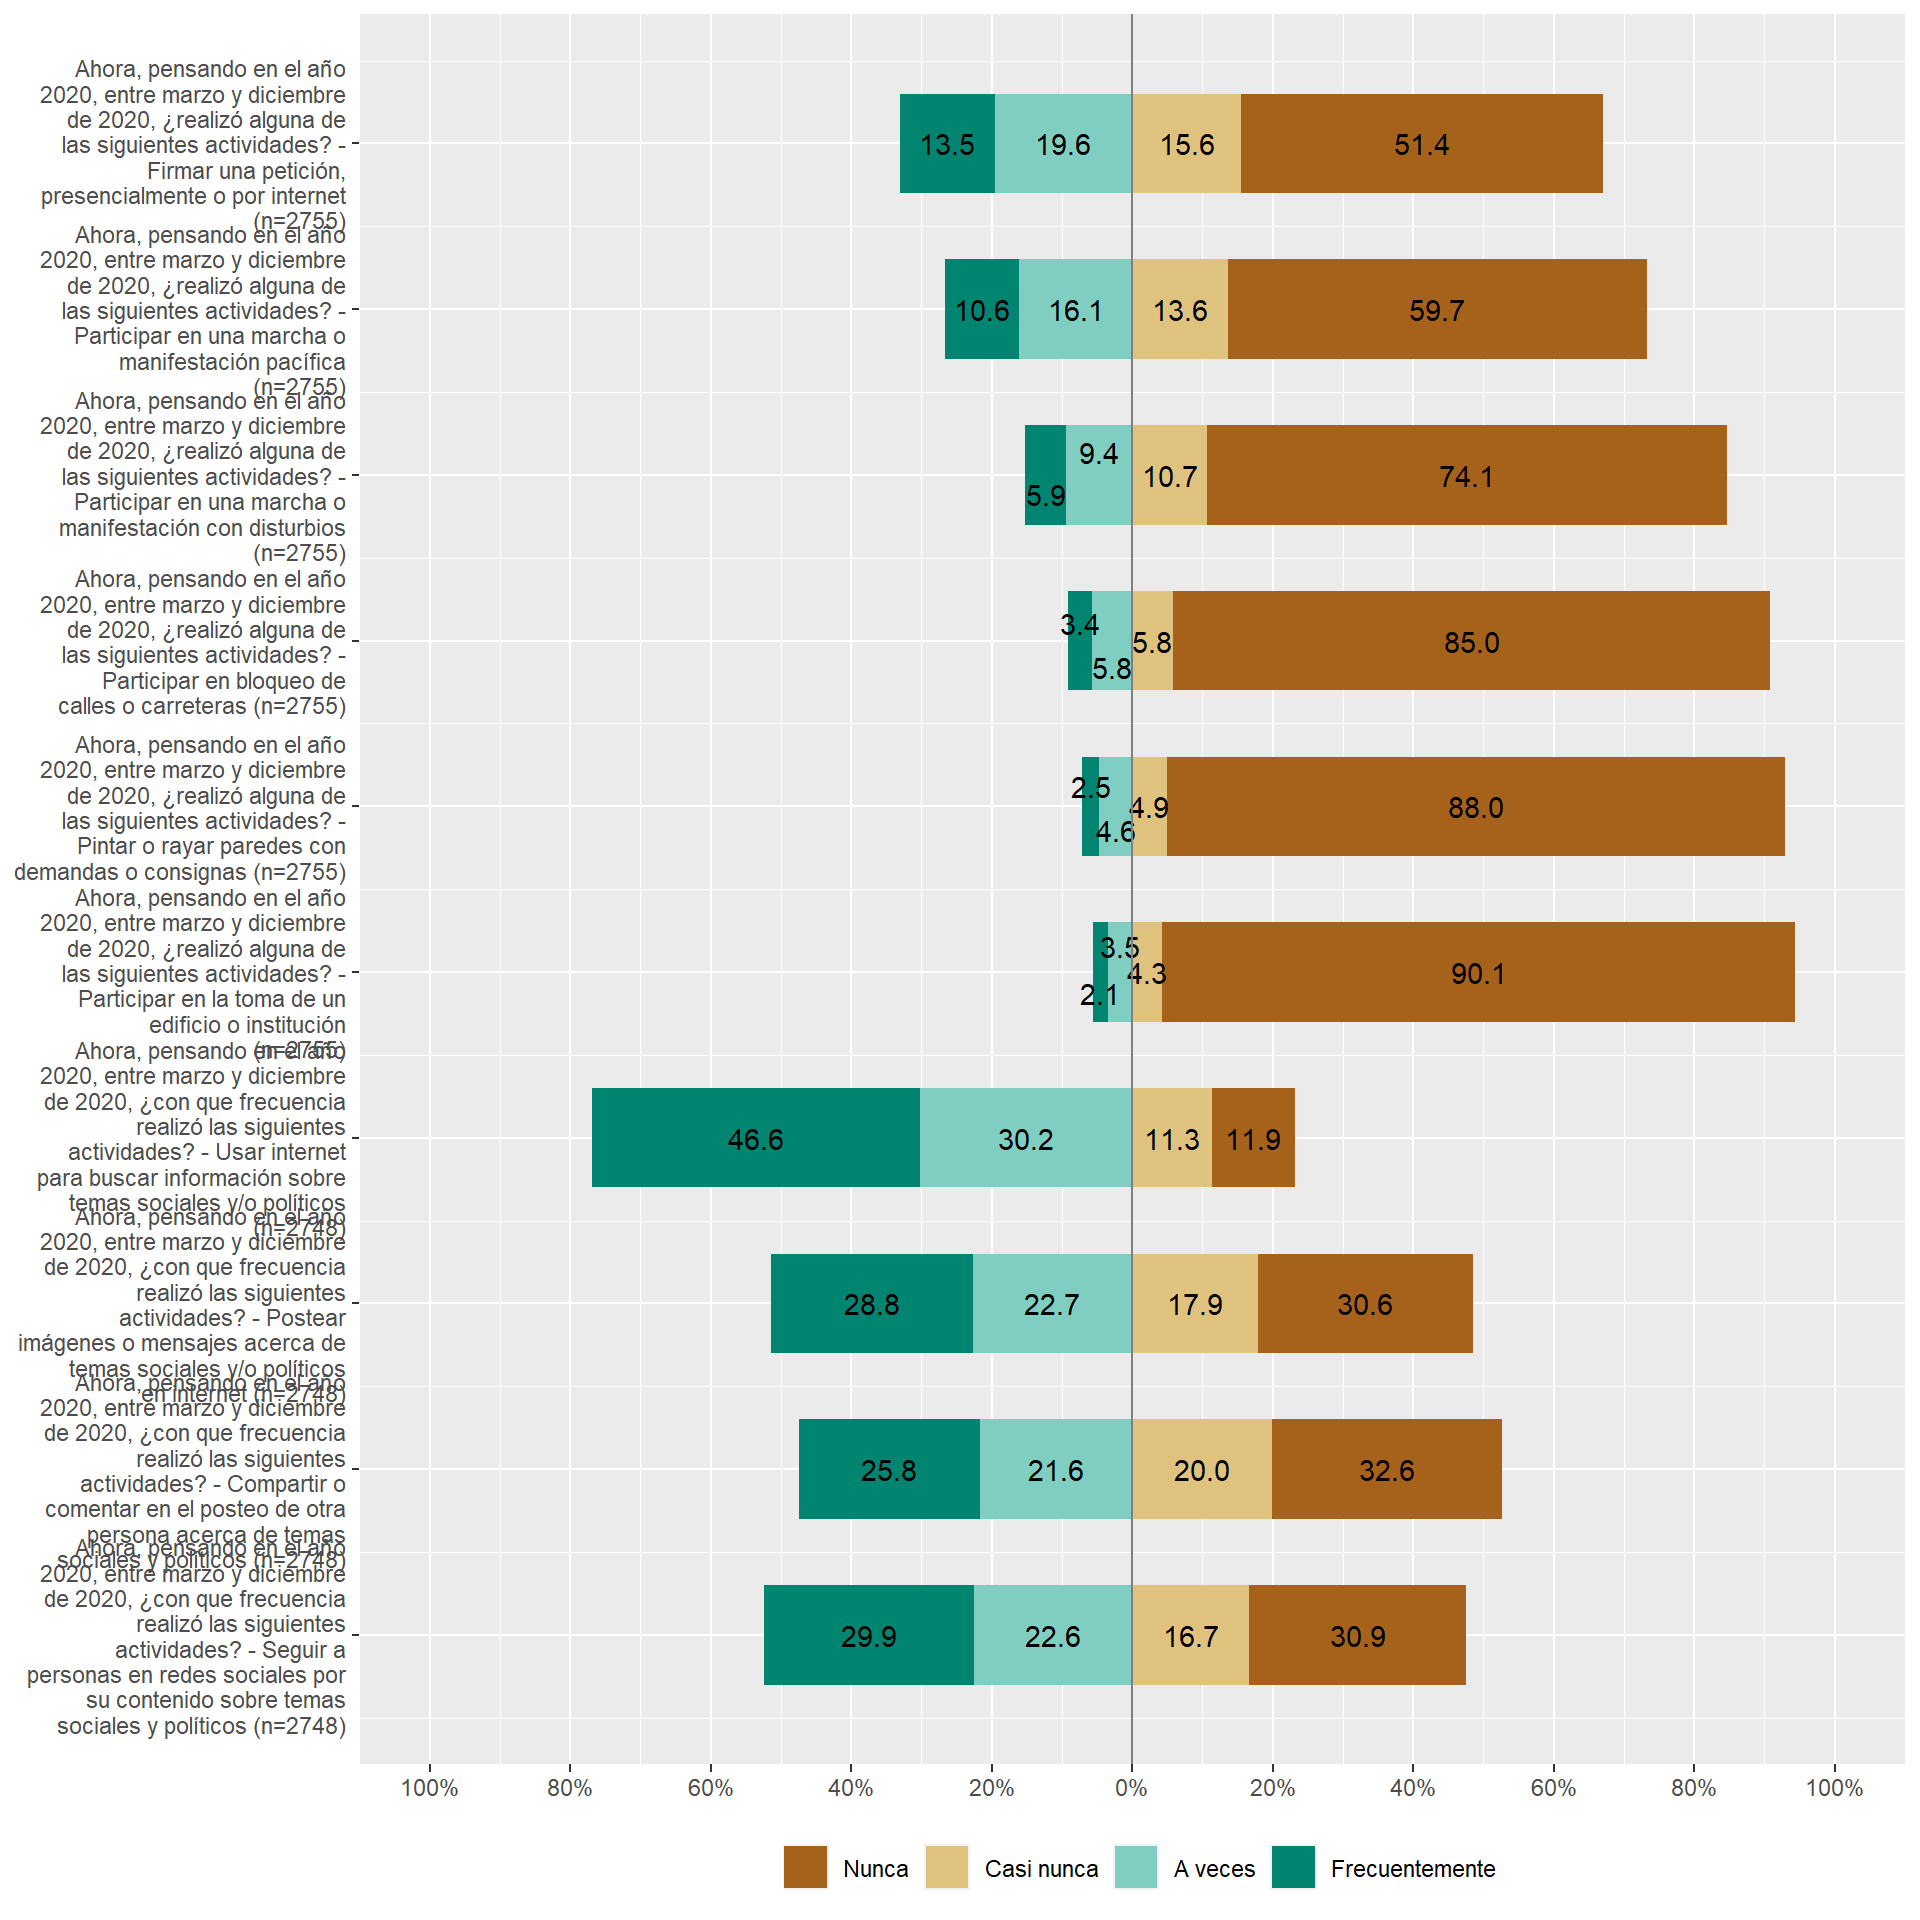 Ahora, pensando en el año
2020, entre marzo y diciembre
de 2020, ¿realizó alguna de
las siguientes actividades? -
Firmar una petición,
presencialmente o por internet
(n=2755)
13.5 19.6 15.6 51.4
Ahora, pensando en el año
2020, entre marzo y diciembre
de 2020, ¿realizó alguna de
las siguientes actividades? -
Participar en una marcha o
manifestación pacífica
(n=2755)
10.6 16.1 13.6 59.7
Ahora, pensando en el año
2020, entre marzo y diciembre
de 2020, ¿realizó alguna de
las siguientes actividades? -
Participar en una marcha o
manifestación con disturbios
(n=2755)
5.9 9.4 10.7 74.1
Ahora, pensando en el año
2020, entre marzo y diciembre
de 2020, ¿realizó alguna de
las siguientes actividades? -
Participar en bloqueo de
calles o carreteras (n=2755)
3.4 5.8 5.8 85.0
Ahora, pensando en el año
2020, entre marzo y diciembre
de 2020, ¿realizó alguna de
las siguientes actividades? -
Pintar o rayar paredes con
demandas o consignas (n=2755)
2.5 4.6 4.9 88.0
Ahora, pensando en el año
2020, entre marzo y diciembre
de 2020, ¿realizó alguna de
las siguientes actividades? -
Participar en la toma de un
edificio o institución
(n=2755)
2.1 3.5 4.3 90.1
Ahora, pensando en el año
2020, entre marzo y diciembre
de 2020, ¿con que frecuencia
realizó las siguientes
actividades? - Usar internet
para buscar información sobre
temas sociales y/o políticos
(n=2748)
46.6 30.2 11.3 11.9
Ahora, pensando en el año
2020, entre marzo y diciembre
de 2020, ¿con que frecuencia
realizó las siguientes
actividades? - Postear
imágenes o mensajes acerca de
temas sociales y/o políticos
en internet (n=2748)
28.8 22.7 17.9 30.6
Ahora, pensando en el año
2020, entre marzo y diciembre
de 2020, ¿con que frecuencia
realizó las siguientes
actividades? - Compartir o
comentar en el posteo de otra
persona acerca de temas
sociales y políticos (n=2748)
25.8 21.6 20.0 32.6
Ahora, pensando en el año
2020, entre marzo y diciembre
de 2020, ¿con que frecuencia
realizó las siguientes
actividades? - Seguir a
personas en redes sociales por
su contenido sobre temas
sociales y políticos (n=2748)
29.9 22.6 16.7 30.9
100% 80% 60% 40% 20% 0% 20% 40% 60% 80% 100%
Nunca Casi nunca A veces Frecuentemente